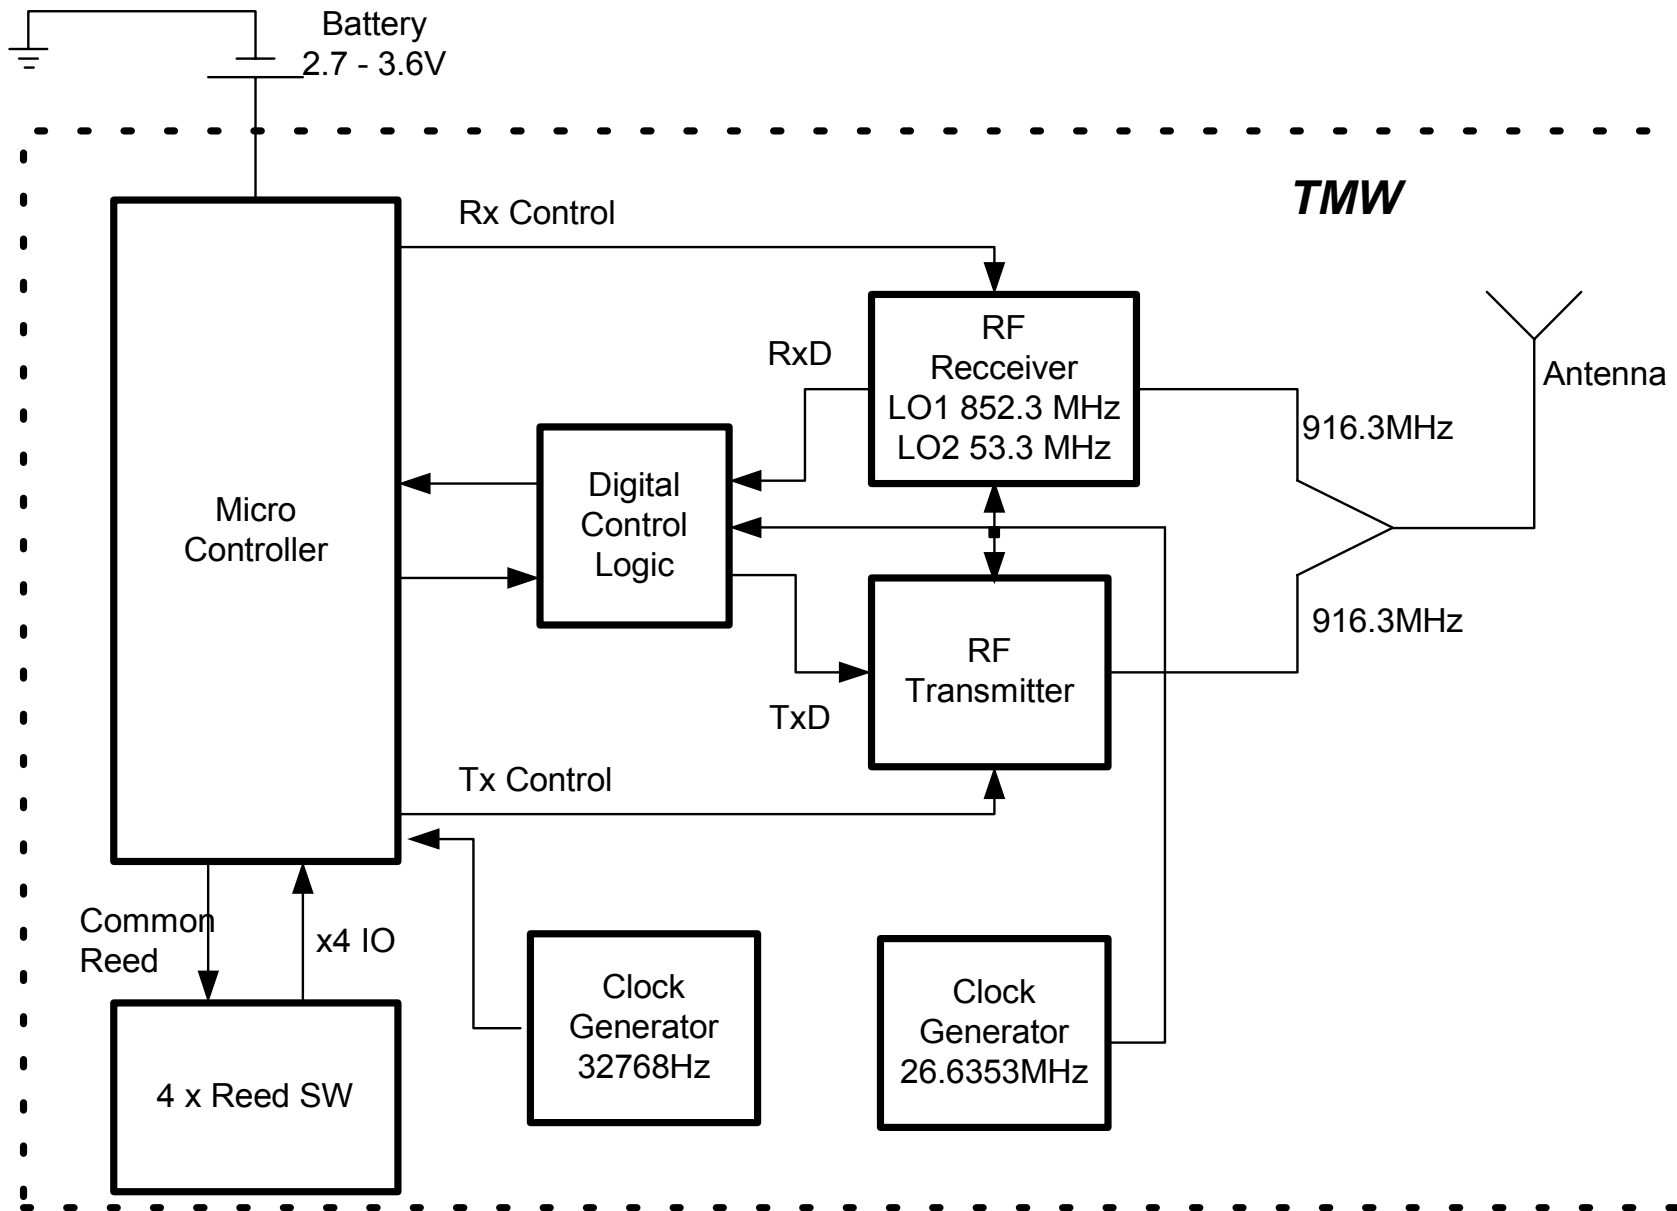 Battery
2.7 - 3.6V
TMW
Rx Control
RF
Recceiver
LO1 852.3 MHz
LO2 53.3 MHz
RxD
Antenna
916.3MHz
Digital
Control
Logic
Micro
Controller
916.3MHz
RF
Transmitter
TxD
Tx Control
Common
Reed
x4 IO
Clock
Generator
32768Hz
Clock
Generator
26.6353MHz
4 x Reed SW